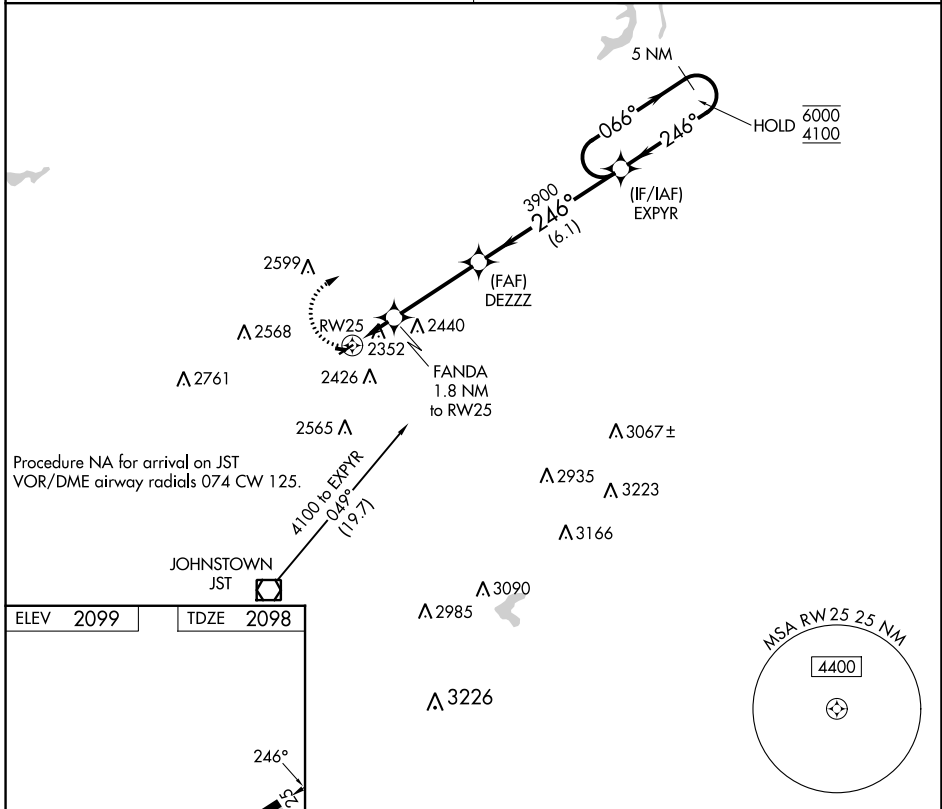 5 NM
066°
246°
HOLD 6000
4100
(IF/IAF)
EXPYR
3900
246°
(6.1)
(FAF)
DEZZZ
2599
2568
RW25
2440
2352
2761
2426
FANDA
1.8 NM
to RW25
2565
3067±
Procedure NA for arrival on JST
VOR/DME airway radials 074 CW 125.
2935
3223
4100 to EXPYR
049°
(19.7)
3166
JOHNSTOWN
JST
3090
2985
ELEV 2099
TDZE 2098
MSA RW25 25 NM
4400
3226
246°
25